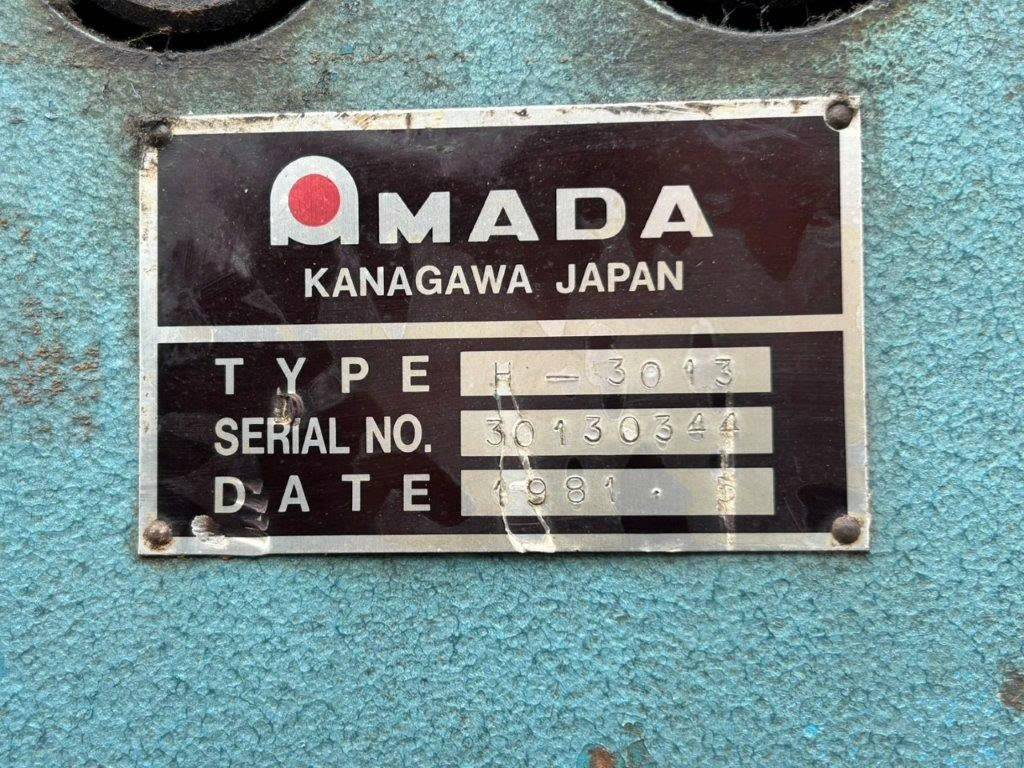 AMADA
KANAGAWA JAPAN
TYPE H-3013
SERIAL NO. 30130344
DATE 1981.